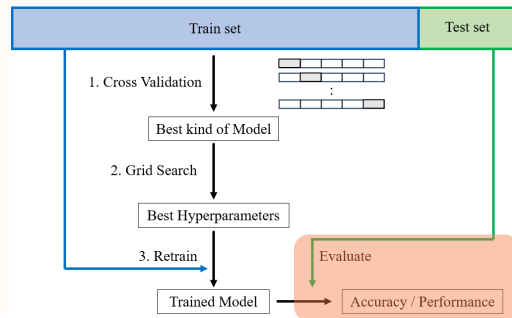 Train set
Test set
1. Cross Validation
:
Best kind of Model
2. Grid Search
Best Hyperparameters
3. Retrain
Evaluate
Trained Model
Accuracy / Performance